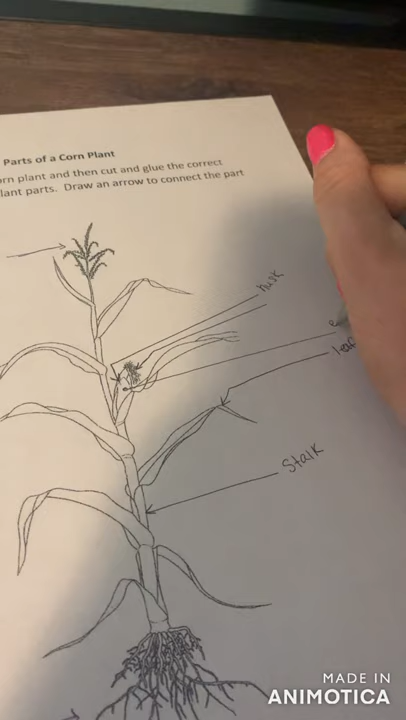 Parts of a Corn Plant
orn plant and then cut and glue the correct
lant parts. Draw an arrow to connect the part
husk
e
leaf
Stalk
MADE IN
ANIMOTICA